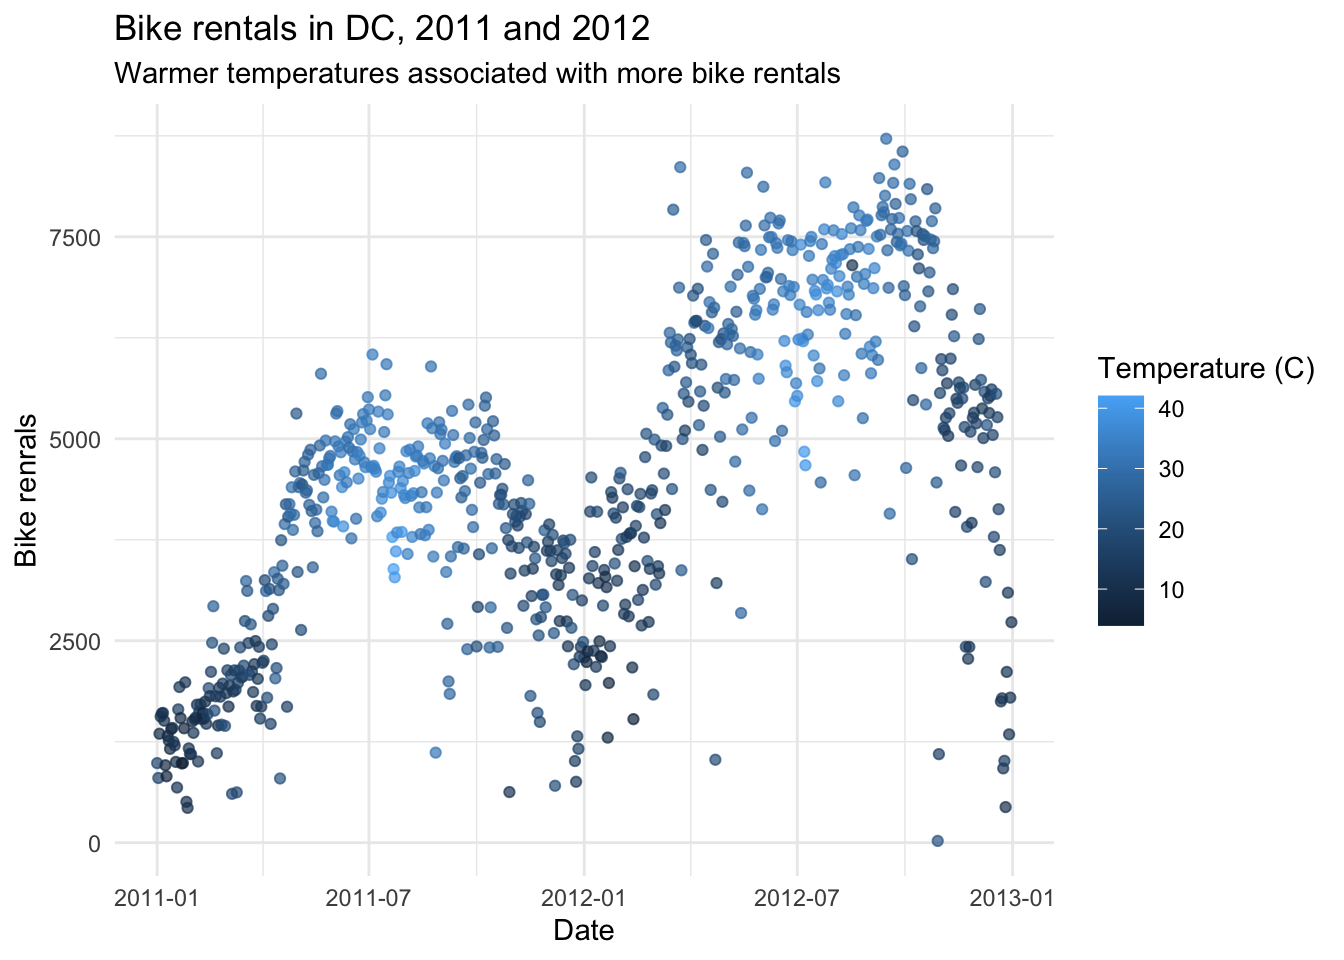 Bike rentals in DC, 2011 and 2012
Warmer temperatures associated with more bike rentals
Bike renrals
7500
5000
2500
0
2011-01
2011-07
2012-01
2012-07
2013-01
Date
Temperature (C)
40
30
20
10